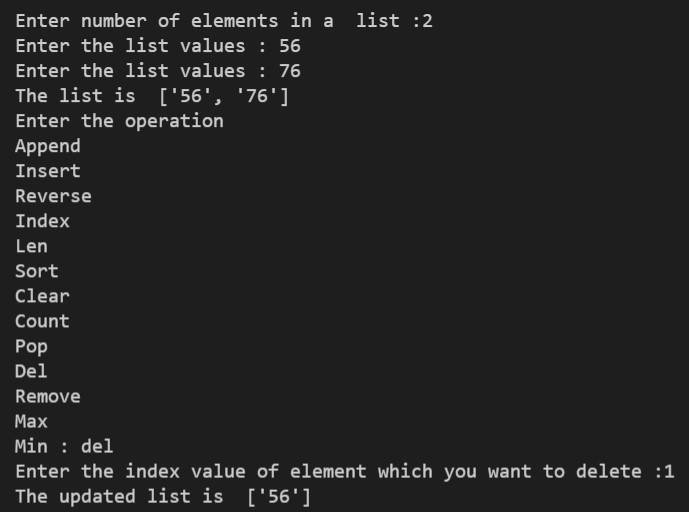 Enter number of elements in a  list :2
Enter the list values : 56
Enter the list values : 76
The list is  ['56', '76']
Enter the operation
Append
Insert
Reverse
Index
Len
Sort
Clear
Count
Pop
Del
Remove
Max
Min : del
Enter the index value of element which you want to delete :1
The updated list is  ['56']